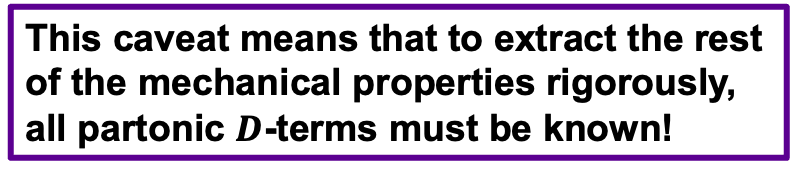 This caveat means that to extract the rest
of the mechanical properties rigorously,
all partonic D-terms must be known!